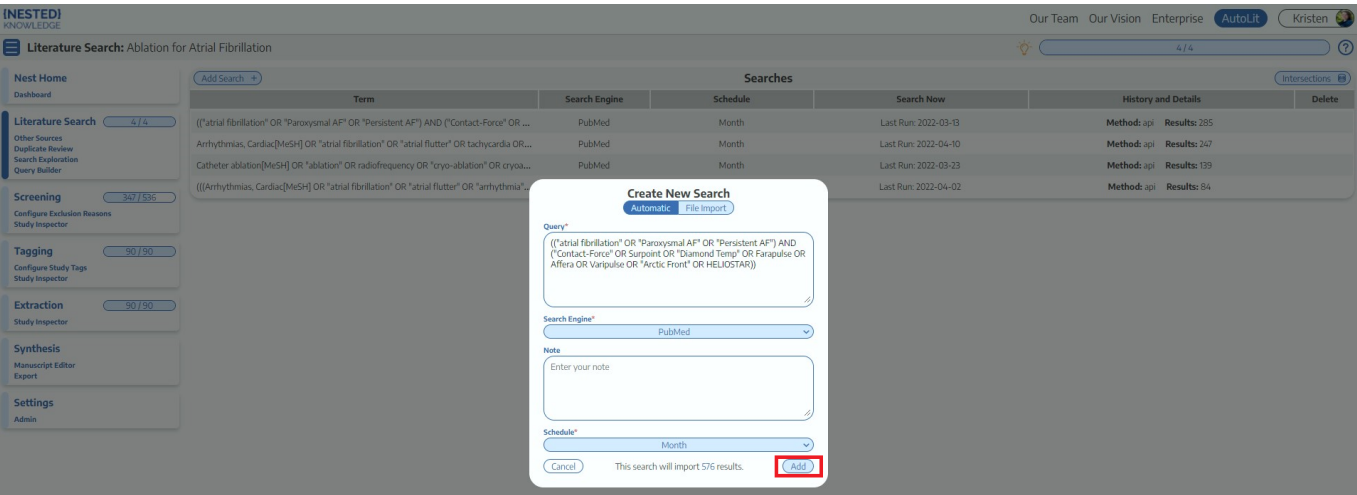 {NESTED}
KNOWLEDGE
Our Team Our Vision Enterprise AutoLit Kristen
Literature Search: Ablation for Atrial Fibrillation
4/4
Nest Home
Dashboard
Literature Search 4/4
Other Sources
Duplicate Review
Search Exploration
Query Builder
Screening 347/536
Configure Exclusion Reasons
Study Inspector
Tagging 90/90
Configure Study Tags
Study Inspector
Extraction 90/90
Study Inspector
Synthesis
Manuscript Editor
Export
Settings
Admin
Add Search + Searches Intersections
Term Search Engine Schedule Search Now History and Details Delete
(("atrial fibrillation" OR "Paroxysmal AF" OR "Persistent AF") AND ("Contact-Force" OR ... PubMed Month Last Run: 2022-03-13 Method: api Results: 285
Arrhythmias, Cardiac[MeSH] OR "atrial fibrillation" OR "atrial flutter" OR tachycardia OR... PubMed Month Last Run: 2022-04-10 Method: api Results: 247
Catheter ablation[MeSH] OR "ablation" OR radiofrequency OR "cryo-ablation" OR cryoa... PubMed Month Last Run: 2022-03-23 Method: api Results: 139
(((Arrhythmias, Cardiac[MeSH] OR "atrial fibrillation" OR "atrial flutter" OR "arrhythmia"... Last Run: 2022-04-02 Method: api Results: 84
Create New Search
Automatic File Import
Query*
(("atrial fibrillation" OR "Paroxysmal AF" OR "Persistent AF") AND
("Contact-Force" OR Surpoint OR "Diamond Temp" OR Farapulse OR
Affera OR Varipulse OR "Arctic Front" OR HELIOSTAR))
Search Engine*
PubMed
Note
Enter your note
Schedule*
Month
Cancel This search will import 576 results. Add